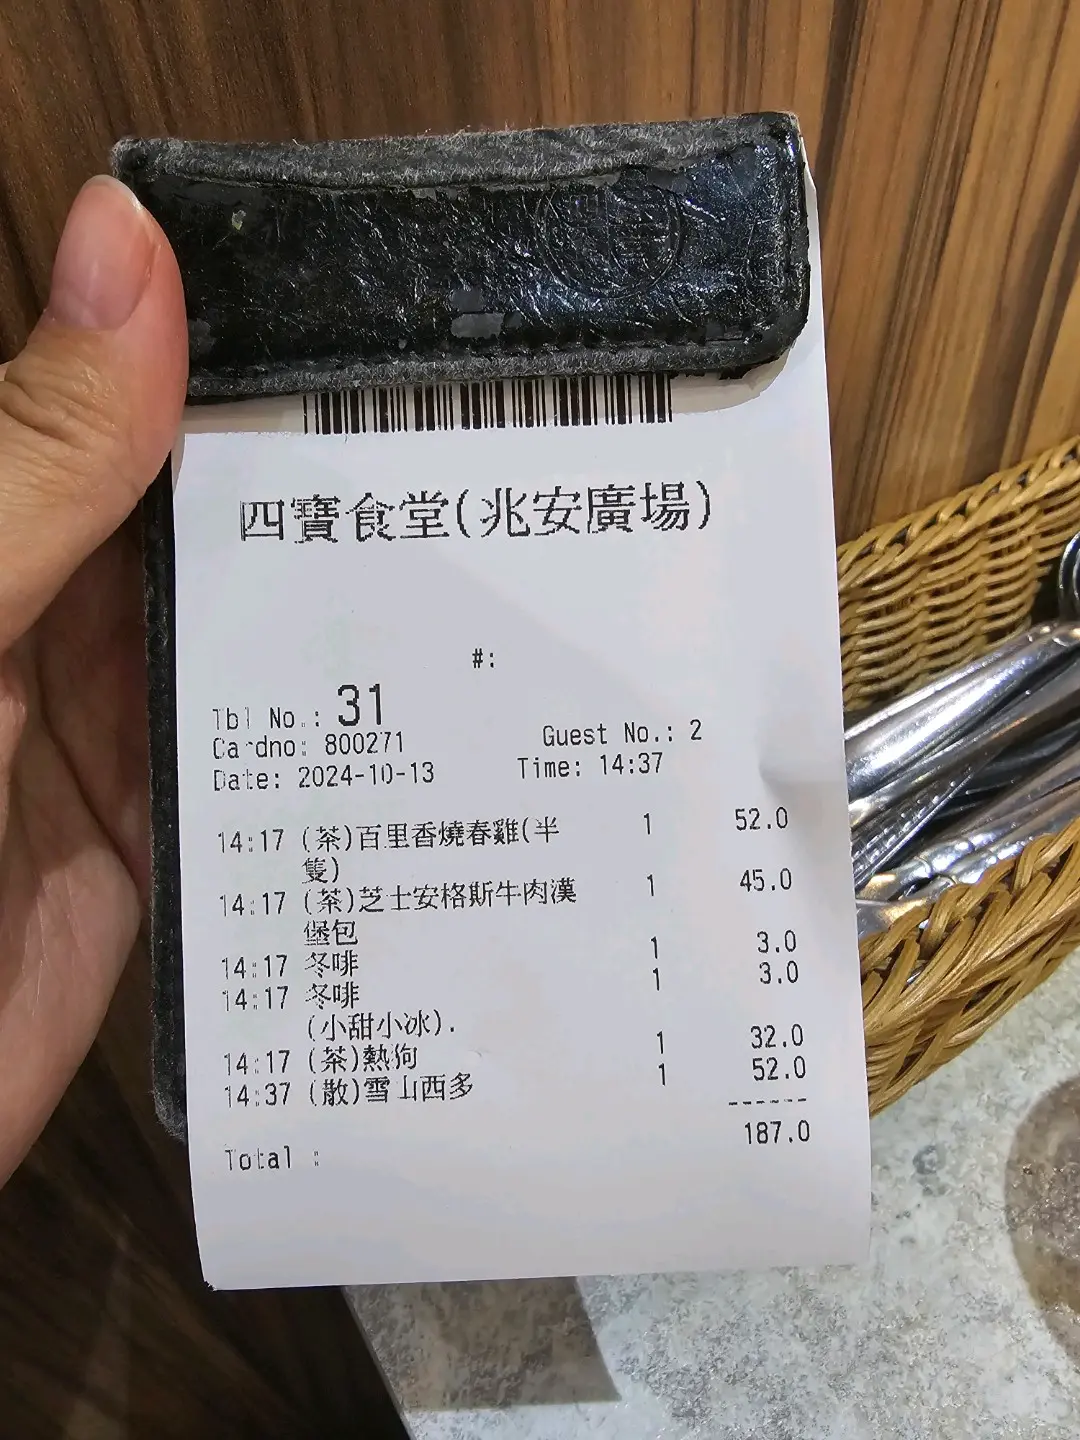 四寶食堂(兆安廣場)
#:
Tbl No.: 31
Cardno: 800271 Guest No.: 2
Date: 2024-10-13 Time: 14:37
14:17 (茶)百里香燒春雞(半 1 52.0
隻)
14:17 (茶)芝士安格斯牛肉漢 1 45.0
堡包
14:17 冬啡 1 3.0
14:17 冬啡 1 3.0
(小甜小冰).
14:17 (茶)熱狗 1 32.0
14:37 (散)雪山西多 1 52.0
------
Total : 187.0